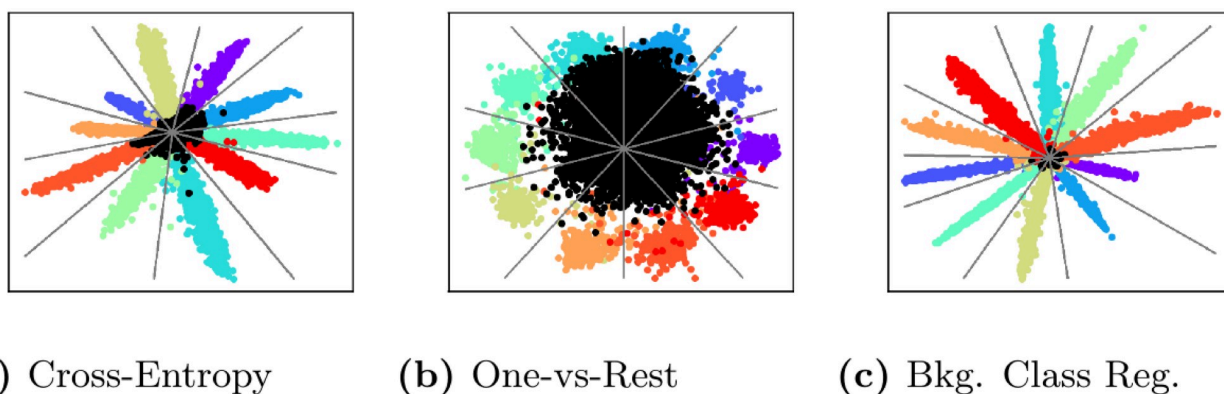 ) Cross-Entropy
(b) One-vs-Rest
(c) Bkg. Class Reg.